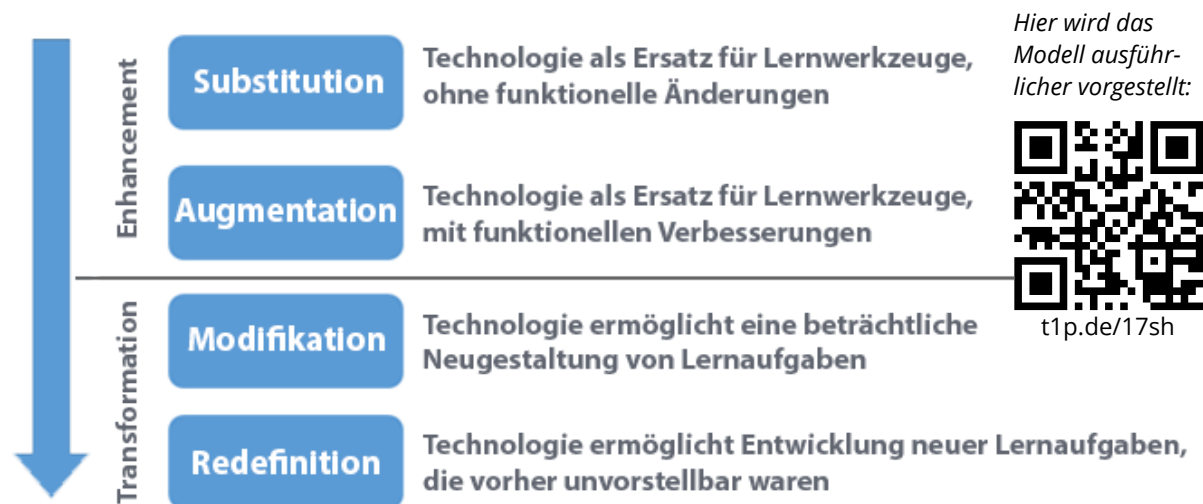 Hier wird das
Modell ausführ-
licher vorgestellt:
t1p.de/17sh
Enhancement
Substitution
Technologie als Ersatz für Lernwerkzeuge,
ohne funktionelle Änderungen
Augmentation
Technologie als Ersatz für Lernwerkzeuge,
mit funktionellen Verbesserungen
Transformation
Modifikation
Technologie ermöglicht eine beträchtliche
Neugestaltung von Lernaufgaben
Redefinition
Technologie ermöglicht Entwicklung neuer Lernaufgaben,
die vorher unvorstellbar waren